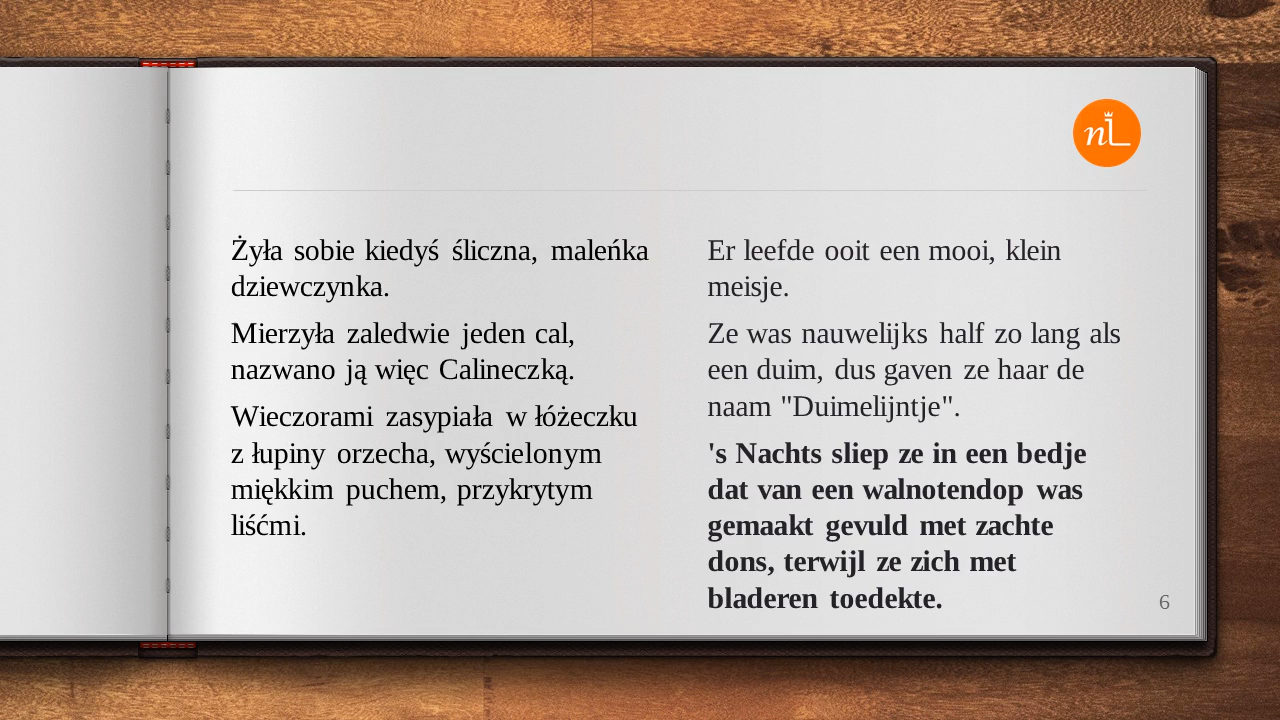 nL
Żyła sobie kiedyś śliczna, maleńka
dziewczynka.
Mierzyła zaledwie jeden cal,
nazwano ją więc Calineczką.
Wieczorami zasypiała w łóżeczku
z łupiny orzecha, wyścielonym
miękkim puchem, przykrytym
liśćmi.
Er leefde ooit een mooi, klein
meisje.
Ze was nauwelijks half zo lang als
een duim, dus gaven ze haar de
naam "Duimelijntje".
's Nachts sliep ze in een bedje
dat van een walnotendop was
gemaakt gevuld met zachte
dons, terwijl ze zich met
bladeren toedekte.
6